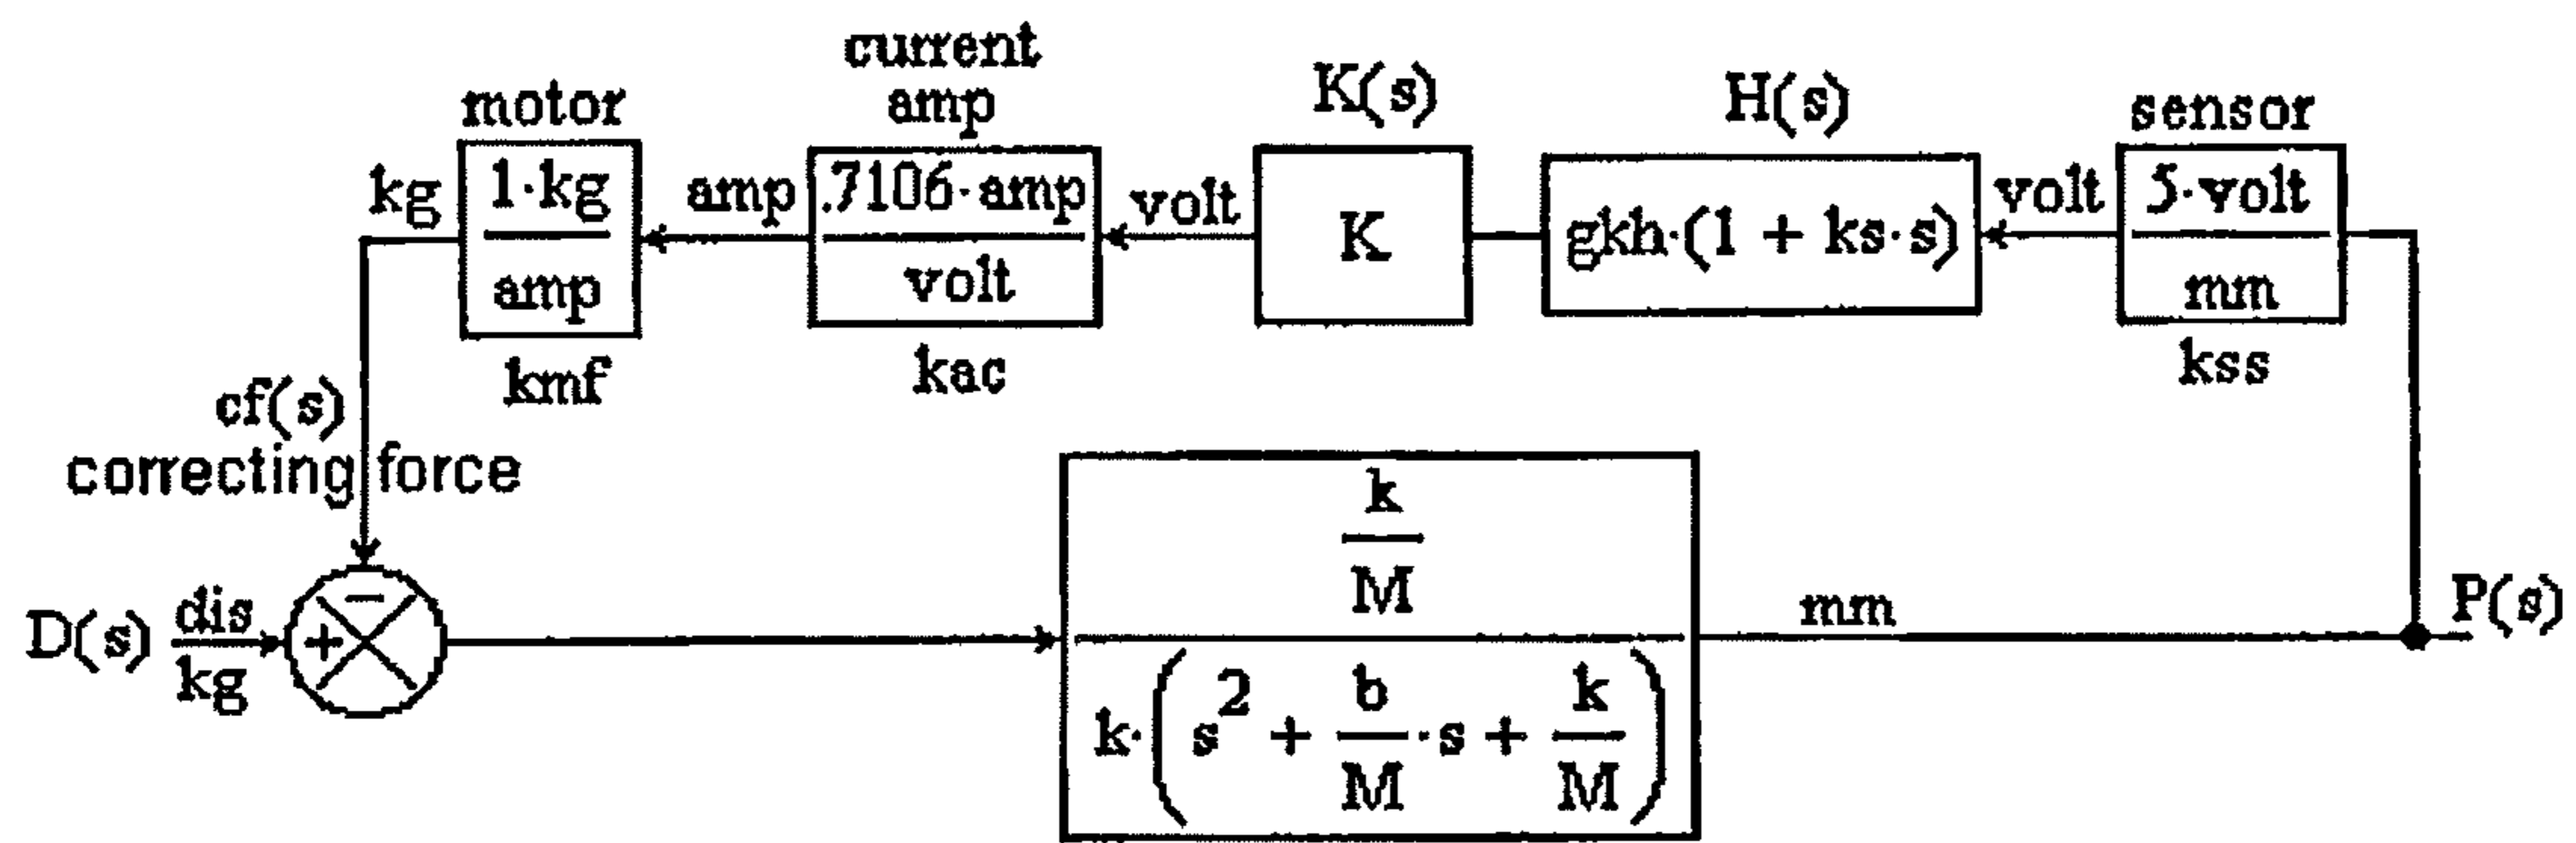 current
amp
motor
K(s)
H(s)
sensor
kg
1·kg
amp
amp
.7106·amp
volt
volt
K
gkh·(1 + ks·s)
volt
5·volt
mm
kmf
kac
kss
cf(s)
correcting force
k
M
k·(s² + b/M·s + k/M)
D(s)
dis
kg
+
−
mm
P(s)